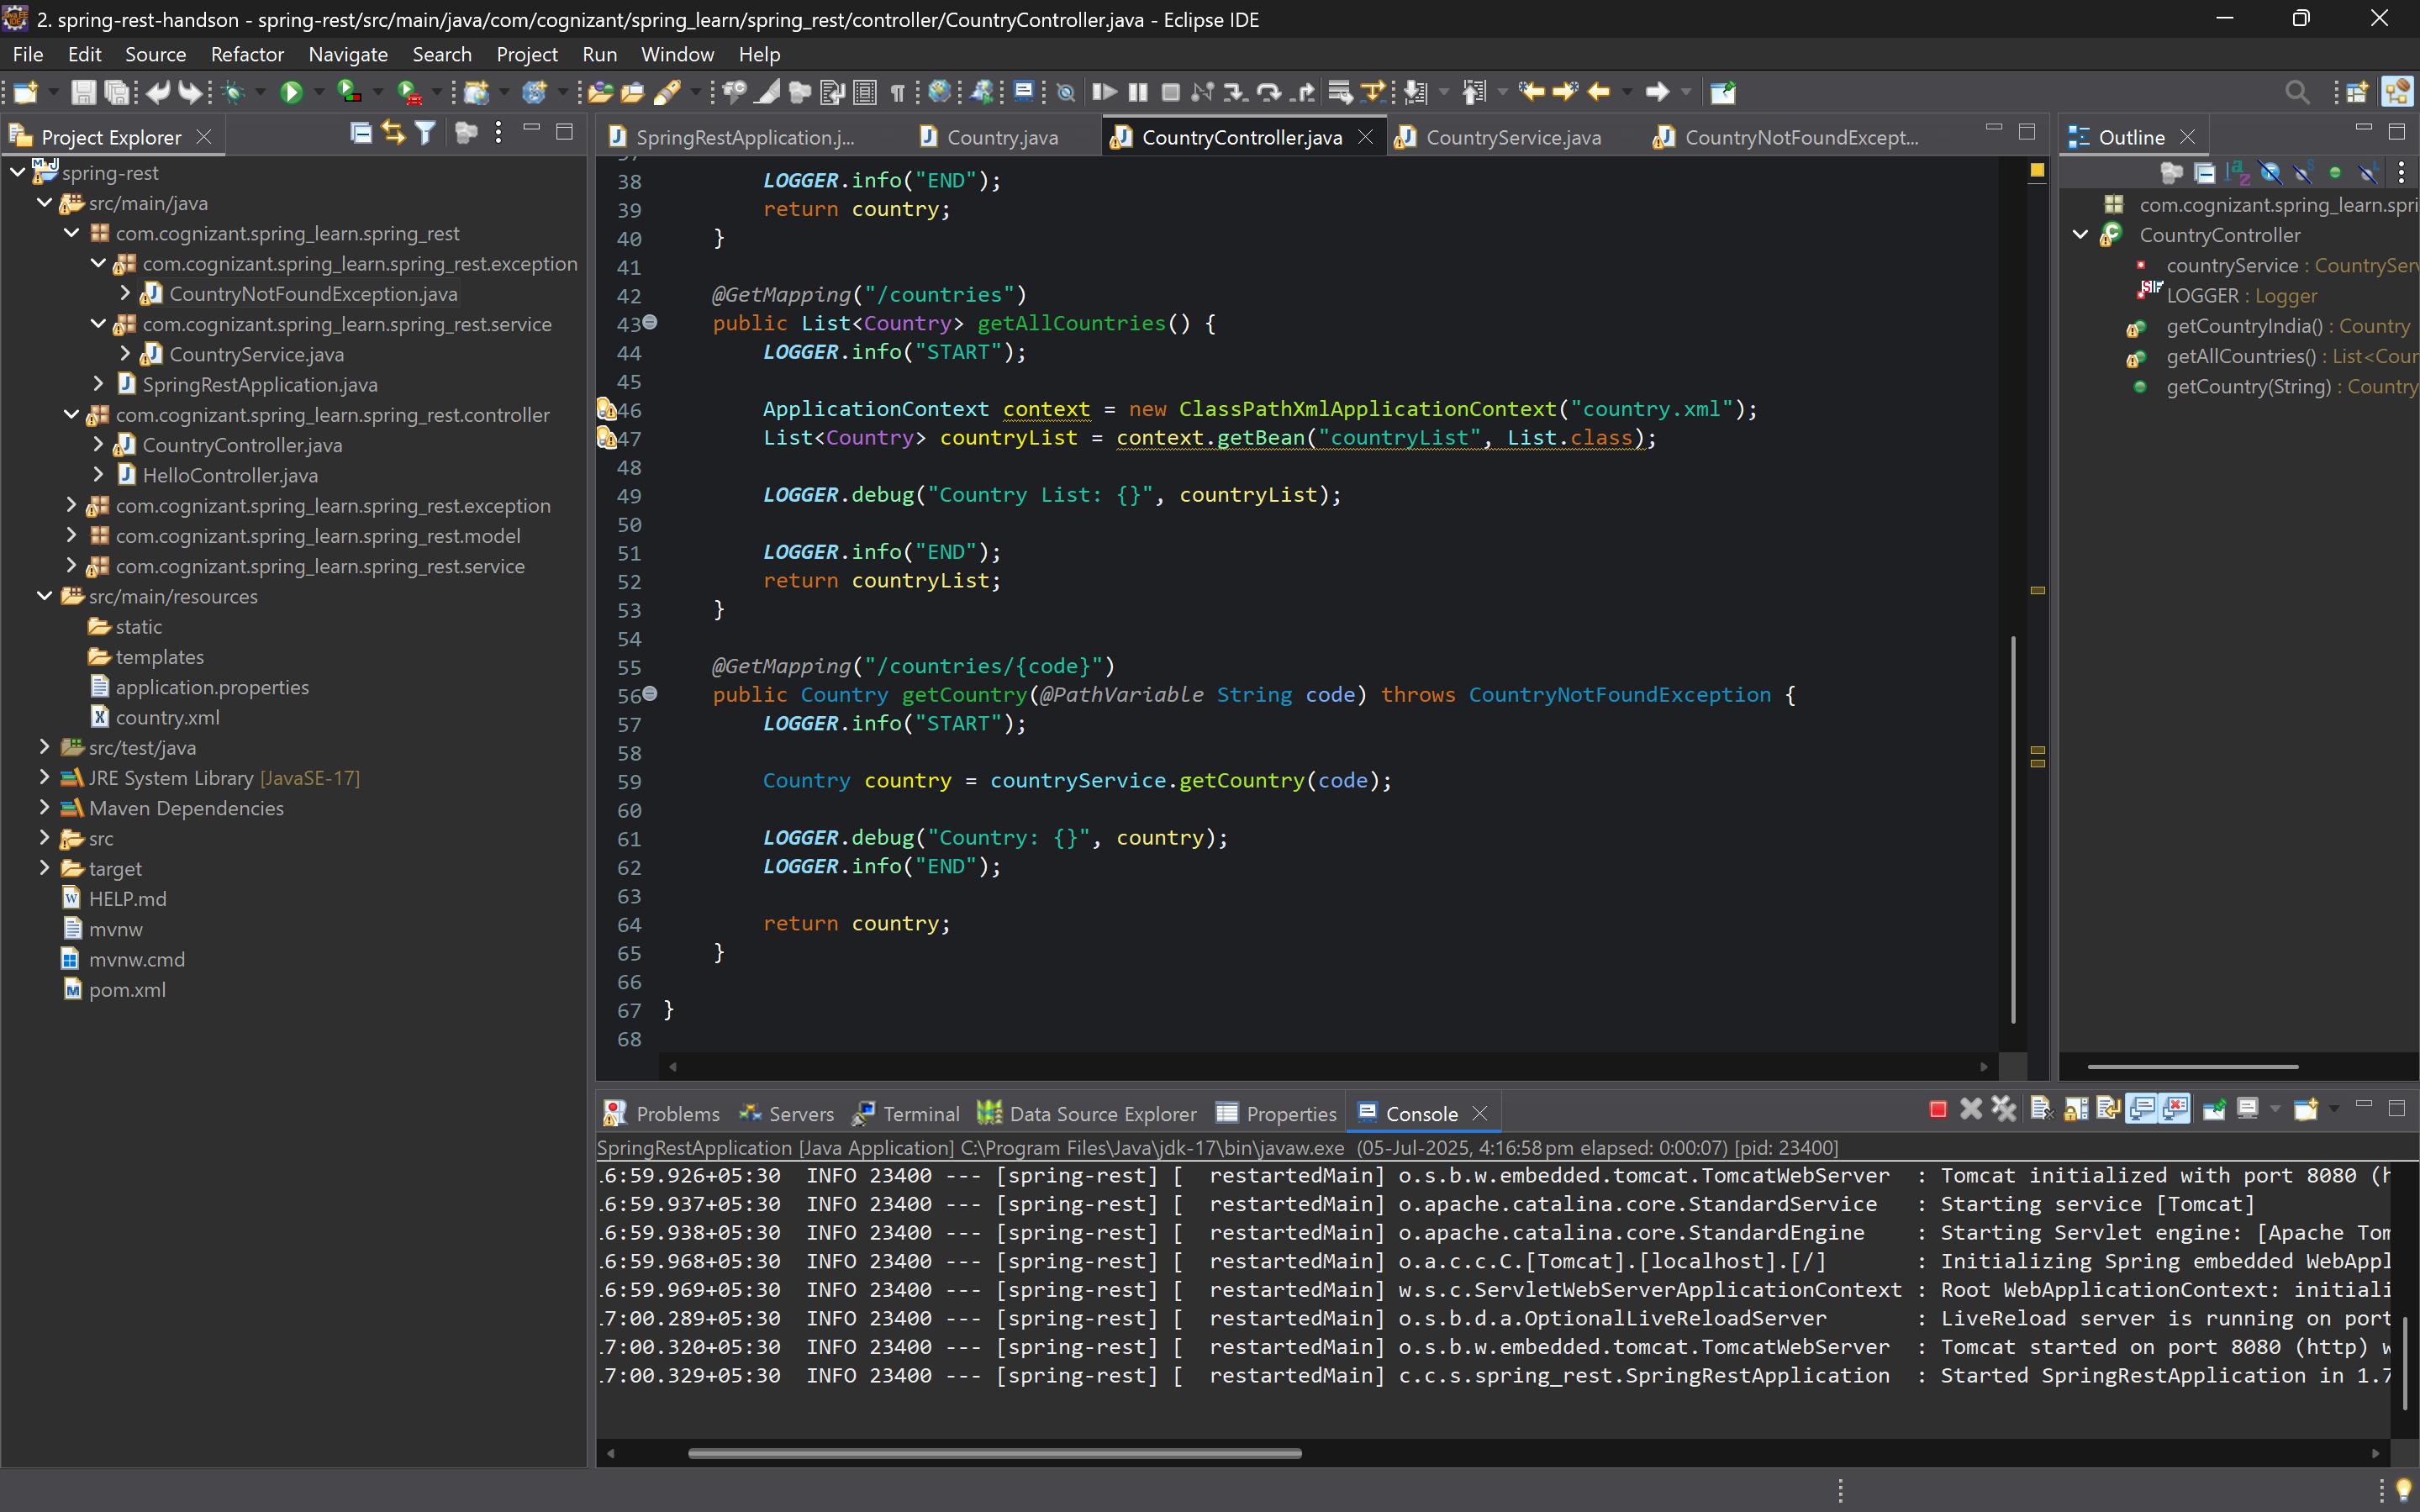 2. spring-rest-handson - spring-rest/src/main/java/com/cognizant/spring_learn/spring_rest/controller/CountryController.java - Eclipse IDE
File Edit Source Refactor Navigate Search Project Run Window Help
Project Explorer
spring-rest
src/main/java
com.cognizant.spring_learn.spring_rest
com.cognizant.spring_learn.spring_rest.exception
CountryNotFoundException.java
com.cognizant.spring_learn.spring_rest.service
CountryService.java
SpringRestApplication.java
com.cognizant.spring_learn.spring_rest.controller
CountryController.java
HelloController.java
com.cognizant.spring_learn.spring_rest.exception
com.cognizant.spring_learn.spring_rest.model
com.cognizant.spring_learn.spring_rest.service
src/main/resources
static
templates
application.properties
country.xml
src/test/java
JRE System Library [JavaSE-17]
Maven Dependencies
src
target
HELP.md
mvnw
mvnw.cmd
pom.xml
SpringRestApplication.j... Country.java CountryController.java CountryService.java CountryNotFoundExcept...
38 LOGGER.info("END");
39 return country;
40 }
41
42 @GetMapping("/countries")
43 public List<Country> getAllCountries() {
44 LOGGER.info("START");
45
46 ApplicationContext context = new ClassPathXmlApplicationContext("country.xml");
47 List<Country> countryList = context.getBean("countryList", List.class);
48
49 LOGGER.debug("Country List: {}", countryList);
50
51 LOGGER.info("END");
52 return countryList;
53 }
54
55 @GetMapping("/countries/{code}")
56 public Country getCountry(@PathVariable String code) throws CountryNotFoundException {
57 LOGGER.info("START");
58
59 Country country = countryService.getCountry(code);
60
61 LOGGER.debug("Country: {}", country);
62 LOGGER.info("END");
63
64 return country;
65 }
66
67 }
68
Outline
com.cognizant.spring_learn.spri
CountryController
countryService : CountrySer
LOGGER : Logger
getCountryIndia() : Country
getAllCountries() : List<Cour
getCountry(String) : Country
Problems Servers Terminal Data Source Explorer Properties Console
SpringRestApplication [Java Application] C:\Program Files\Java\jdk-17\bin\javaw.exe (05-Jul-2025, 4:16:58 pm elapsed: 0:00:07) [pid: 23400]
.6:59.926+05:30 INFO 23400 --- [spring-rest] [ restartedMain] o.s.b.w.embedded.tomcat.TomcatWebServer : Tomcat initialized with port 8080 (h
.6:59.937+05:30 INFO 23400 --- [spring-rest] [ restartedMain] o.apache.catalina.core.StandardService : Starting service [Tomcat]
.6:59.938+05:30 INFO 23400 --- [spring-rest] [ restartedMain] o.apache.catalina.core.StandardEngine : Starting Servlet engine: [Apache Tom
.6:59.968+05:30 INFO 23400 --- [spring-rest] [ restartedMain] o.a.c.c.C.[Tomcat].[localhost].[/] : Initializing Spring embedded WebAppl
.6:59.969+05:30 INFO 23400 --- [spring-rest] [ restartedMain] w.s.c.ServletWebServerApplicationContext : Root WebApplicationContext: initiali
.7:00.289+05:30 INFO 23400 --- [spring-rest] [ restartedMain] o.s.b.d.a.OptionalLiveReloadServer : LiveReload server is running on port
.7:00.320+05:30 INFO 23400 --- [spring-rest] [ restartedMain] o.s.b.w.embedded.tomcat.TomcatWebServer : Tomcat started on port 8080 (http) w
.7:00.329+05:30 INFO 23400 --- [spring-rest] [ restartedMain] c.c.s.spring_rest.SpringRestApplication : Started SpringRestApplication in 1.7